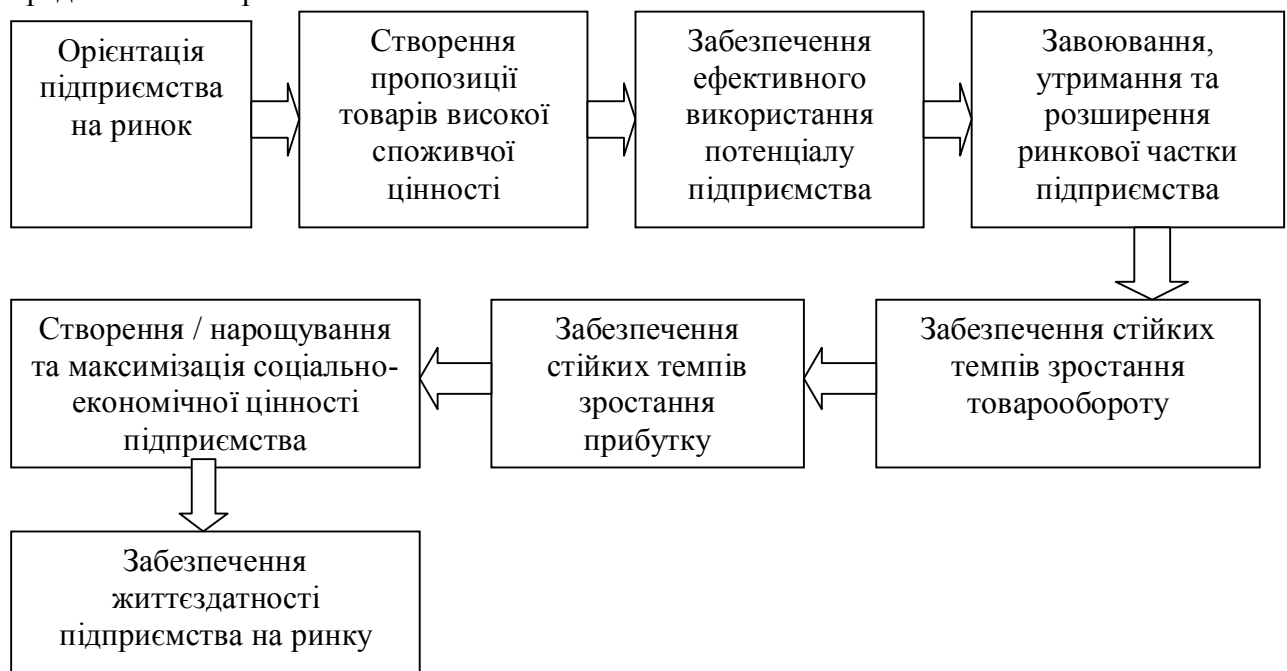 Орієнтація
підприємства
на ринок
Створення
пропозиції
товарів високої
споживчої
цінності
Забезпечення
ефективного
використання
потенціалу
підприємства
Завоювання,
утримання та
розширення
ринкової частки
підприємства
Забезпечення стійких
темпів зростання
товарообороту
Забезпечення
стійких темпів
зростання
прибутку
Створення / нарощування
та максимізація соціально-
економічної цінності
підприємства
Забезпечення
життєздатності
підприємства на ринку